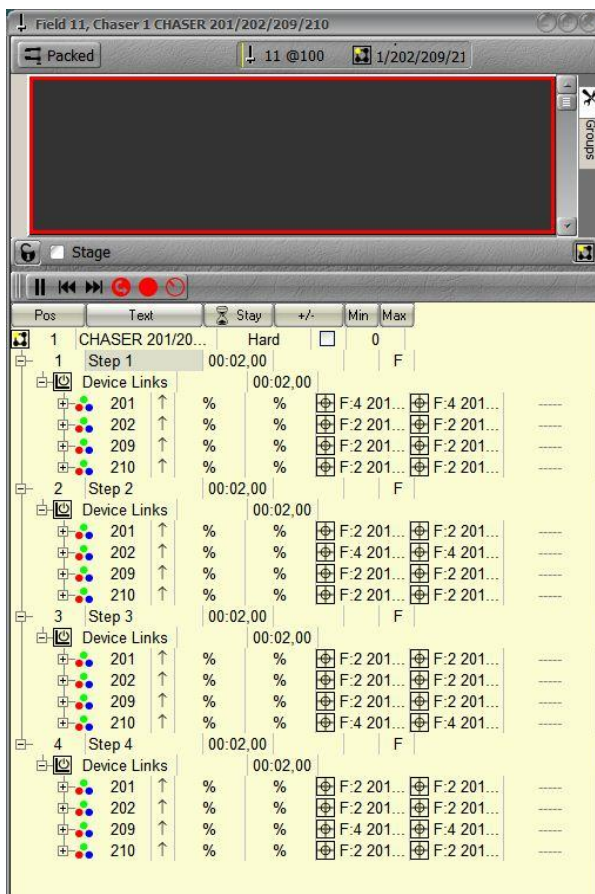 Field 11, Chaser 1 CHASER 201/202/209/210
Packed 11 @100 1/202/209/21
Groups
Stage
Pos Text Stay +/- Min Max
1 CHASER 201/20... Hard 0
1 Step 1 00:02,00 F
Device Links 00:02,00
201 ↑ % % F:4 201... F:4 201... -----
202 ↑ % % F:2 201... F:2 201... -----
209 ↑ % % F:2 201... F:2 201... -----
210 ↑ % % F:2 201... F:2 201... -----
2 Step 2 00:02,00 F
Device Links 00:02,00
201 ↑ % % F:2 201... F:2 201... -----
202 ↑ % % F:4 201... F:4 201... -----
209 ↑ % % F:2 201... F:2 201... -----
210 ↑ % % F:2 201... F:2 201... -----
3 Step 3 00:02,00 F
Device Links 00:02,00
201 ↑ % % F:2 201... F:2 201... -----
202 ↑ % % F:2 201... F:2 201... -----
209 ↑ % % F:2 201... F:2 201... -----
210 ↑ % % F:4 201... F:4 201... -----
4 Step 4 00:02,00 F
Device Links 00:02,00
201 ↑ % % F:2 201... F:2 201... -----
202 ↑ % % F:2 201... F:2 201... -----
209 ↑ % % F:4 201... F:4 201... -----
210 ↑ % % F:2 201... F:2 201... -----